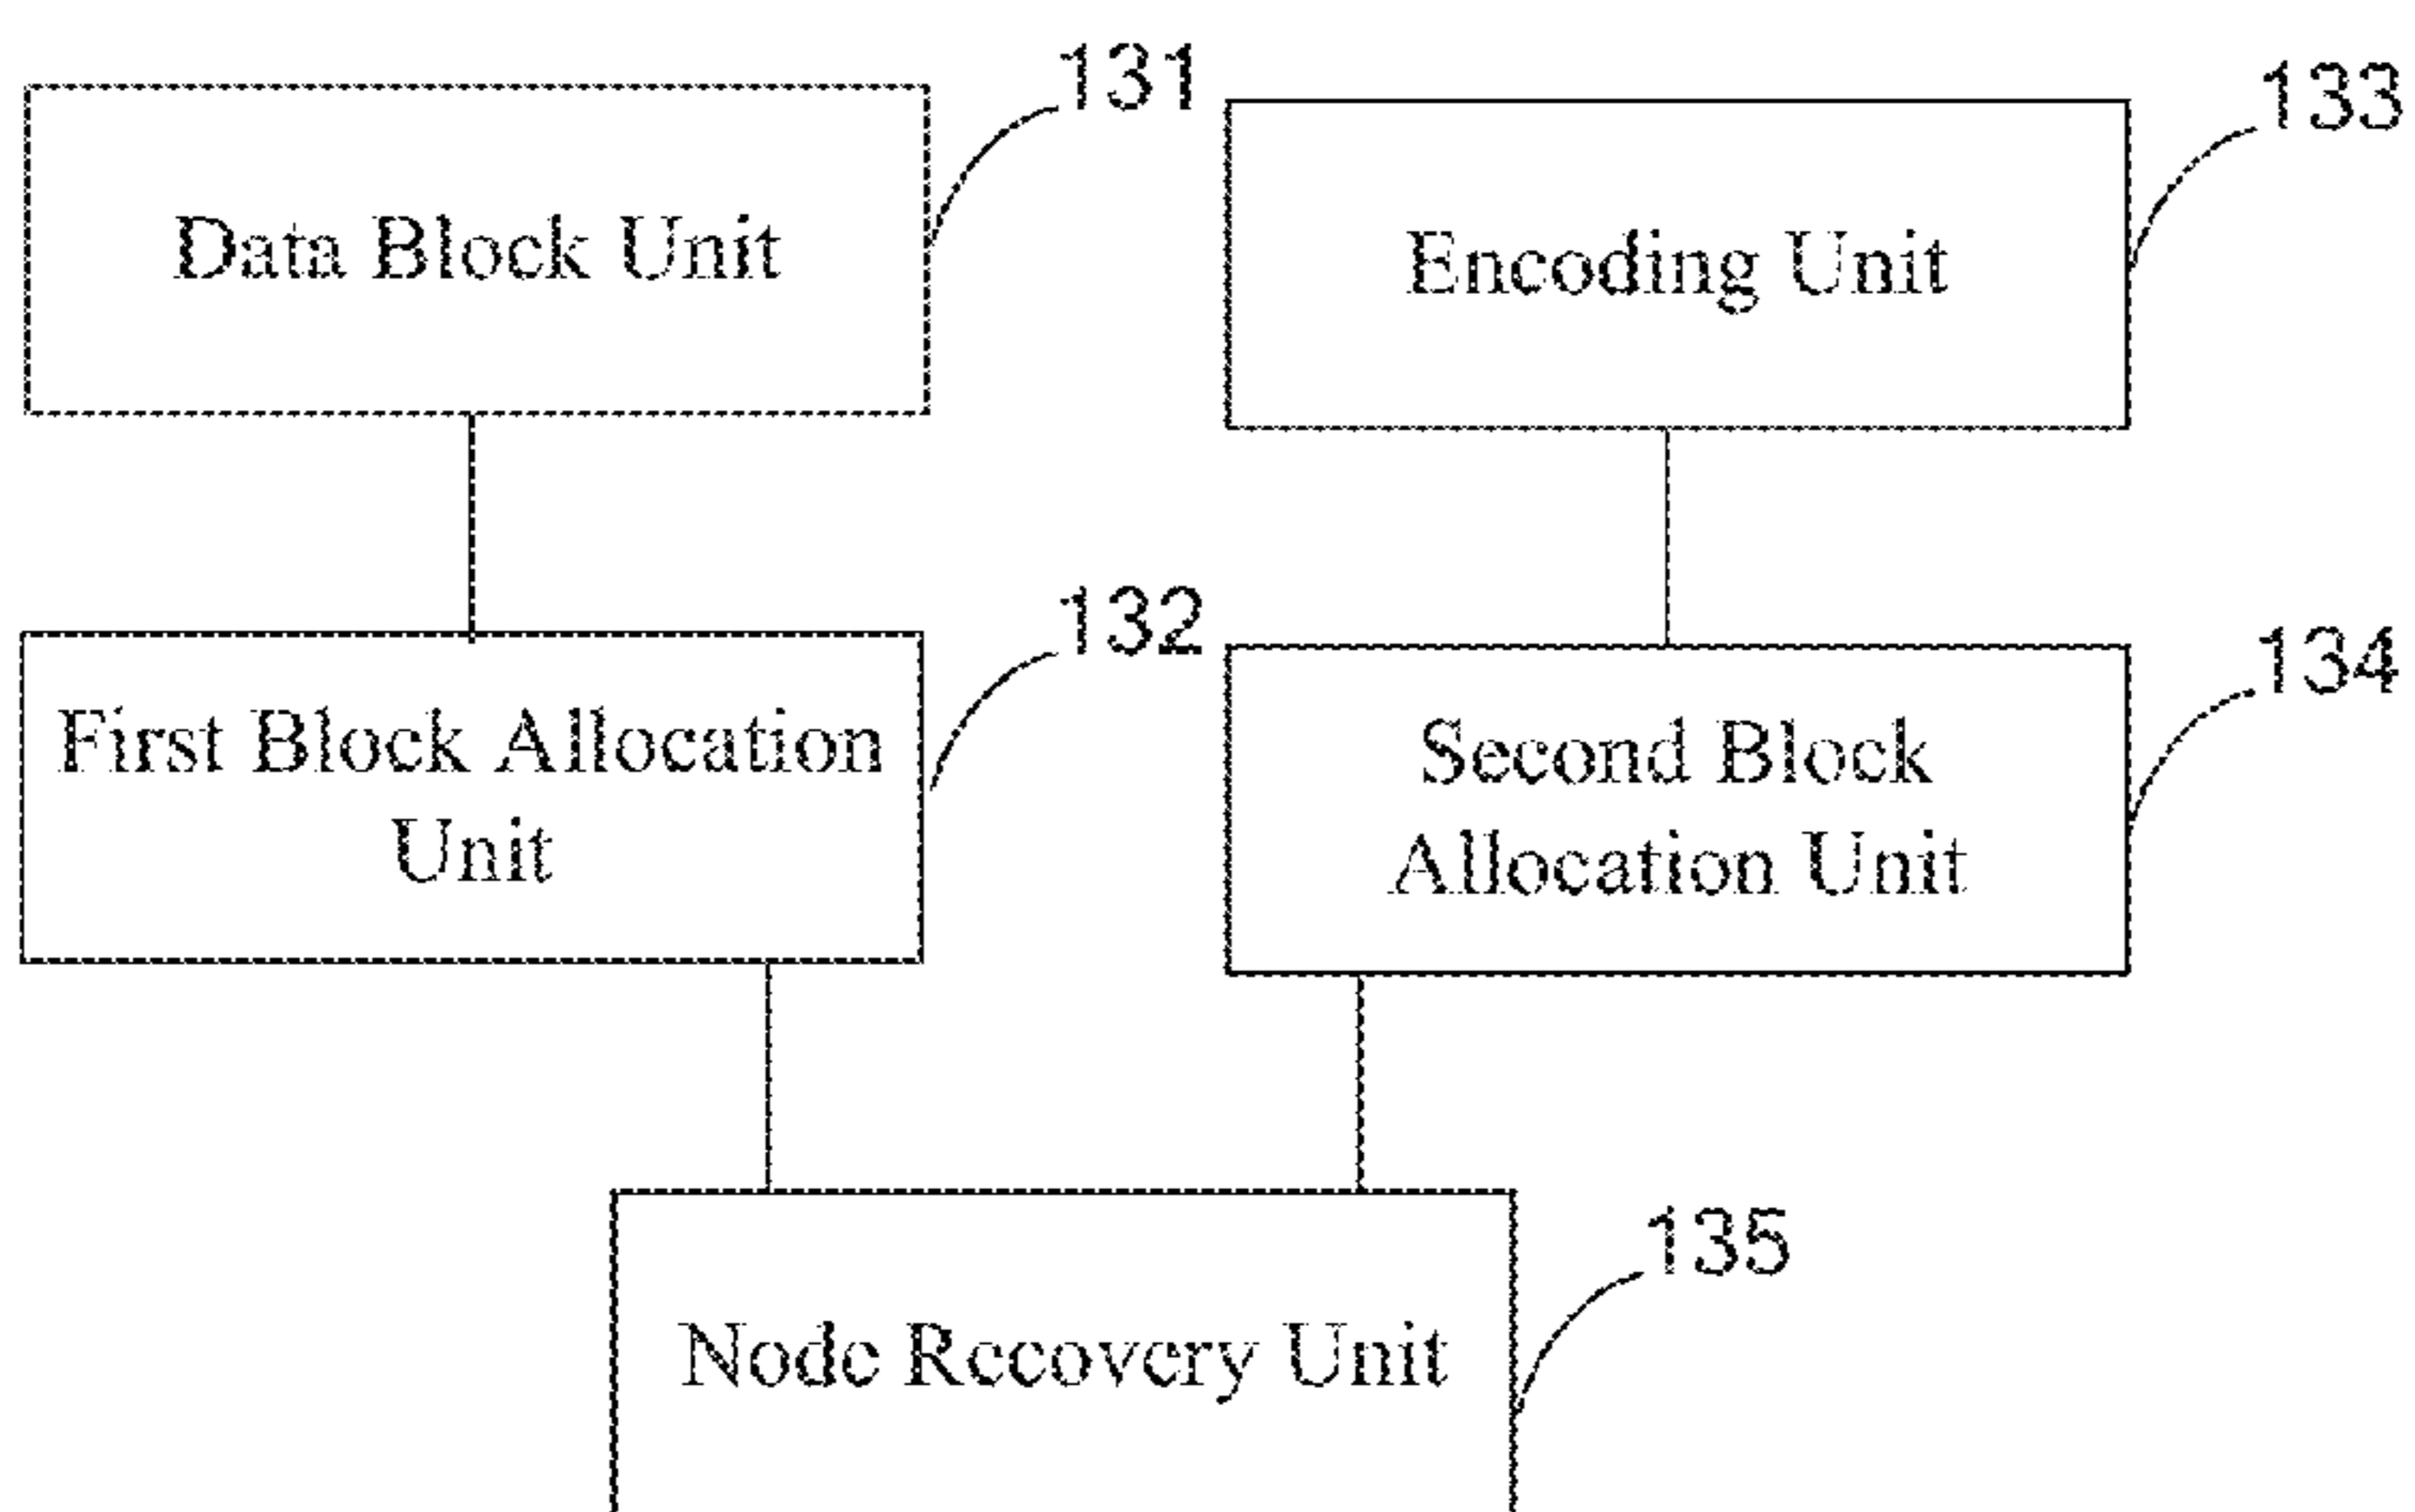 131
Data Block Unit
133
Encoding Unit
132
First Block Allocation
Unit
134
Second Block
Allocation Unit
135
Node Recovery Unit